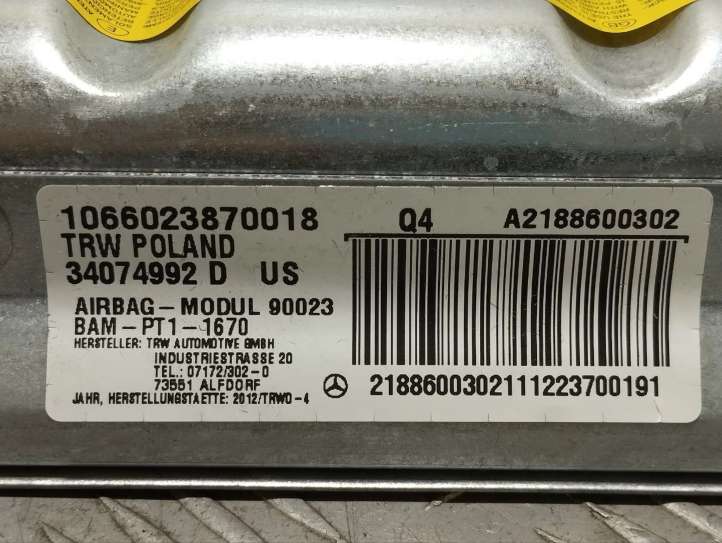 1066023870018 Q4 A2188600302
TRW POLAND
34074992 D US
AIRBAG-MODUL 90023
BAM-PT1-1670
HERSTELLER: TRW AUTOMOTIVE GMBH
INDUSTRIESTRASSE 20
TEL.: 07172/302-0
73551 ALFDORF
JAHR, HERSTELLUNGSTAETTE: 2012/TRWO-4
2188600302111223700191